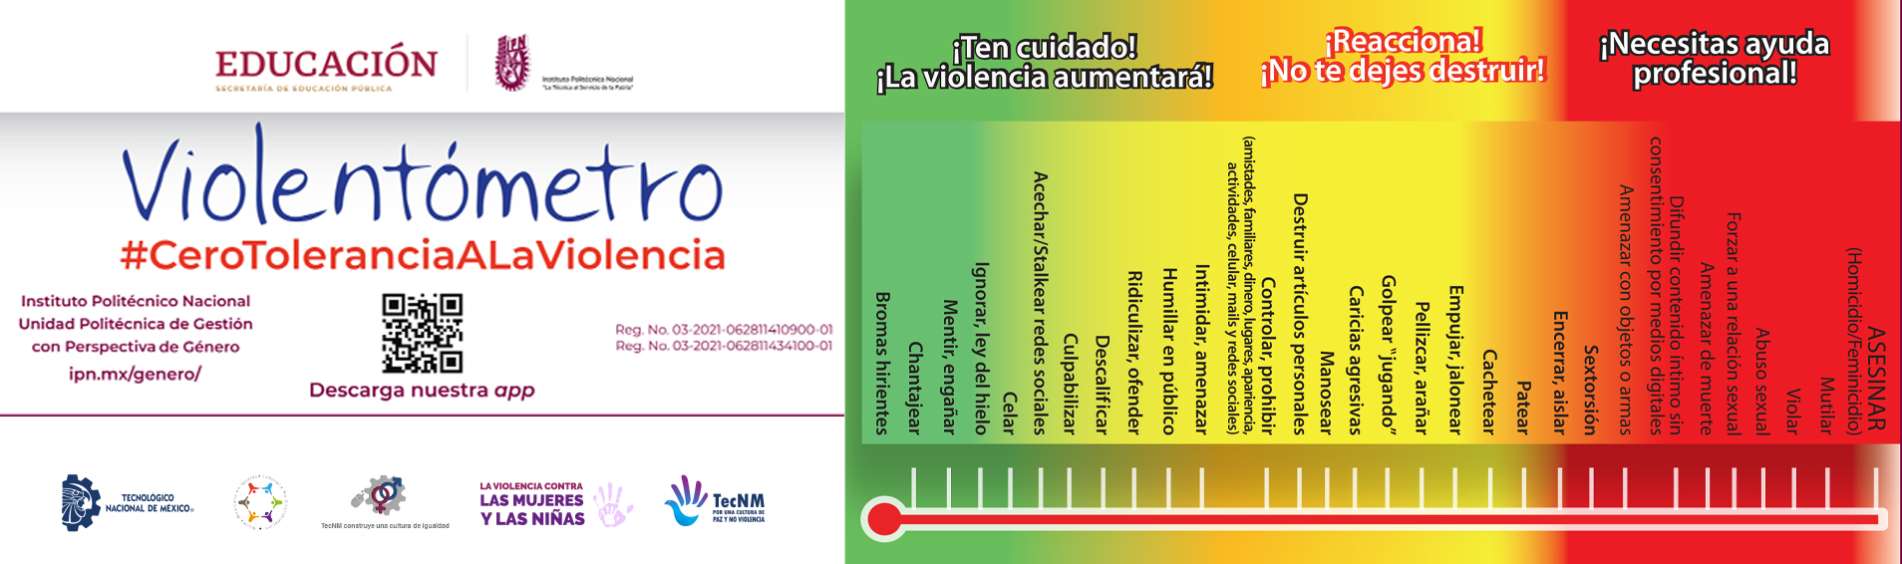 EDUCACIÓN
SECRETARÍA DE EDUCACIÓN PÚBLICA
IPN
Instituto Politécnico Nacional
"La Técnica al Servicio de la Patria"
Violentómetro
#CeroToleranciaALaViolencia
Instituto Politécnico Nacional
Unidad Politécnica de Gestión
con Perspectiva de Género
ipn.mx/genero/
Descarga nuestra app
Reg. No. 03-2021-062811410900-01
Reg. No. 03-2021-062811434100-01
TECNOLÓGICO
NACIONAL DE MÉXICO
TecNM construye una cultura de igualdad
LA VIOLENCIA CONTRA
LAS MUJERES
Y LAS NIÑAS
TecNM
POR UNA CULTURA DE
PAZ Y NO VIOLENCIA
¡Ten cuidado!
¡La violencia aumentará!
¡Reacciona!
¡No te dejes destruir!
¡Necesitas ayuda
profesional!
Bromas hirientes
Chantajear
Mentir, engañar
Ignorar, ley del hielo
Celar
Acechar/Stalkear redes sociales
Culpabilizar
Descalificar
Ridiculizar, ofender
Humillar en público
Intimidar, amenazar
Controlar, prohibir
(amistades, familiares, dinero, lugares, apariencia,
actividades, celular, mails y redes sociales)
Destruir artículos personales
Manosear
Caricias agresivas
Golpear "jugando"
Pellizcar, arañar
Empujar, jalonear
Cachetear
Patear
Encerrar, aislar
Sextorsión
Amenazar con objetos o armas
Difundir contenido íntimo sin
consentimiento por medios digitales
Amenazar de muerte
Forzar a una relación sexual
Abuso sexual
Violar
Mutilar
ASESINAR
(Homicidio/Feminicidio)